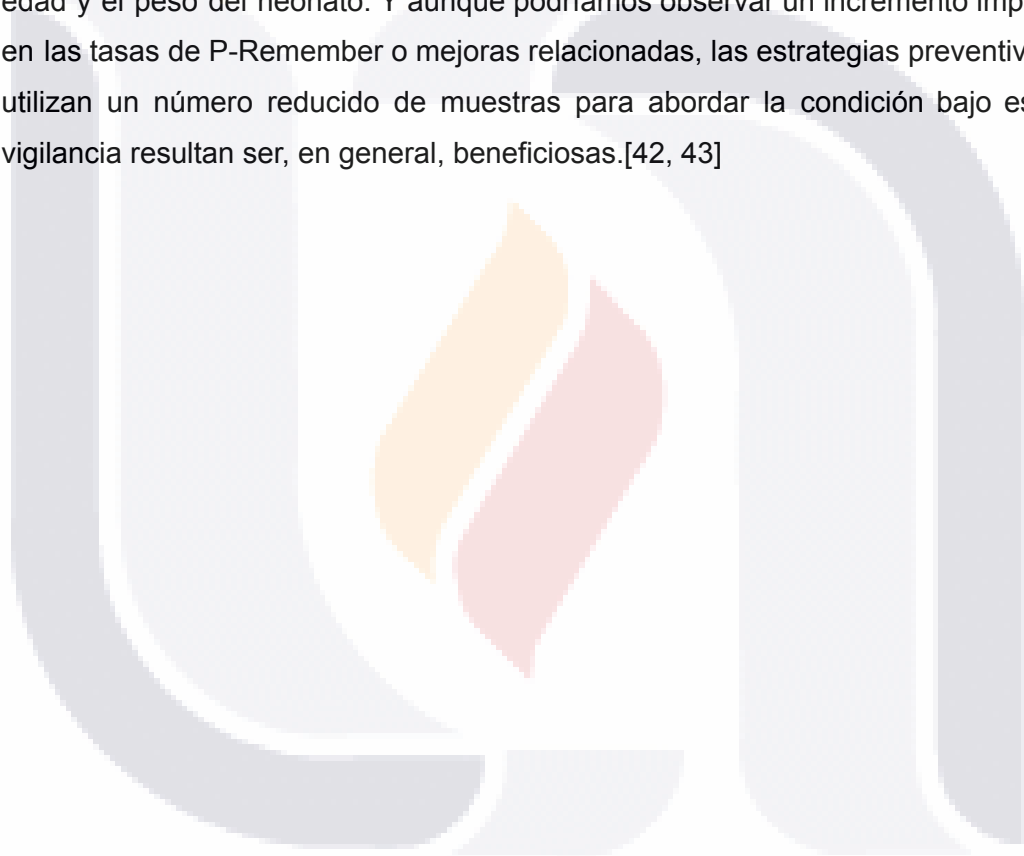 edad y el peso del neonato. Y aunque podríamos observar un incremento
en las tasas de P-Remember o mejoras relacionadas, las estrategias
utilizan un número reducido de muestras para abordar la condición bajo
vigilancia resultan ser, en general, beneficiosas.[42, 43]